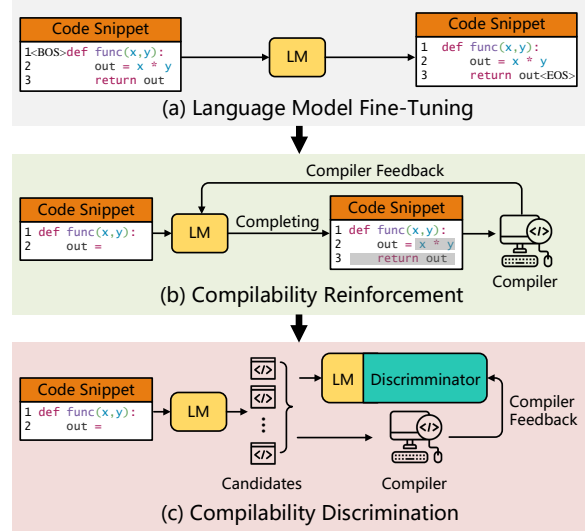 Code Snippet
1<BOS>def func(x,y):
2 out = x * y
3 return out
LM
Code Snippet
1 def func(x,y):
2 out = x * y
3 return out<EOS>
(a) Language Model Fine-Tuning
Compiler Feedback
Code Snippet
1 def func(x,y):
2 out =
LM
Completing
Code Snippet
1 def func(x,y):
2 out = x * y
3 return out
</>
Compiler
(b) Compilability Reinforcement
Code Snippet
1 def func(x,y):
2 out =
LM
</>
</>
...
</>
Candidates
LM
Discrimminator
</>
Compiler
Compiler
Feedback
(c) Compilability Discrimination